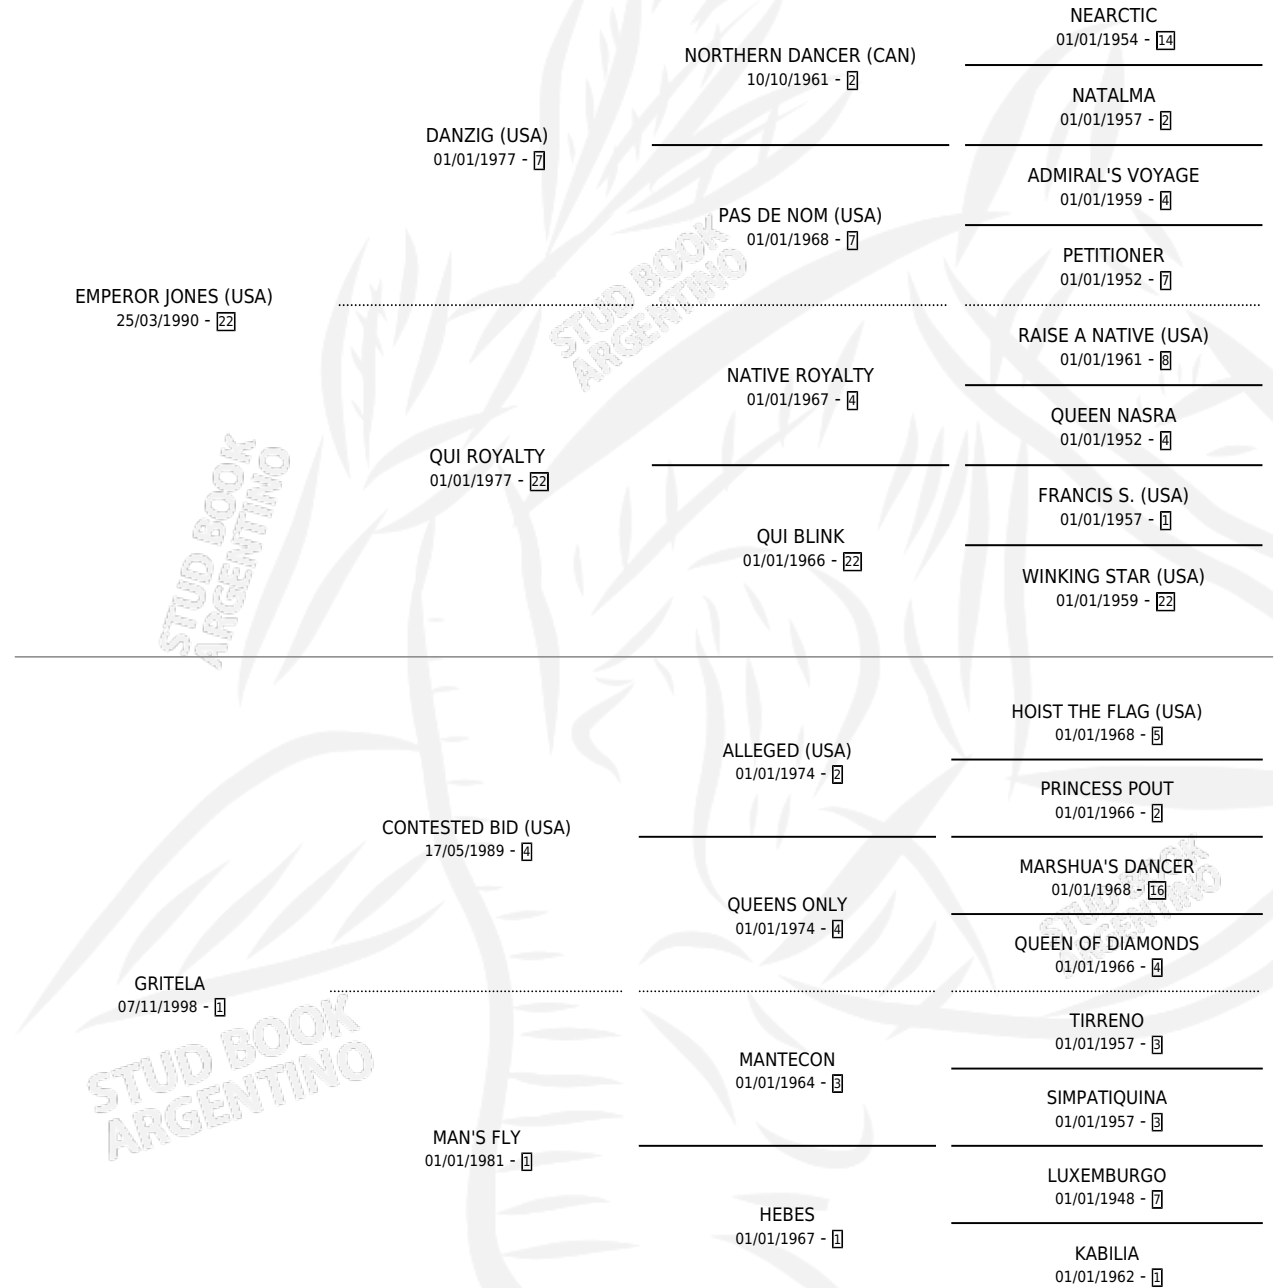 NEARCTIC
01/01/1954 - 14
NORTHERN DANCER (CAN)
10/10/1961 - 2
NATALMA
01/01/1957 - 2
DANZIG (USA)
01/01/1977 - 7
ADMIRAL'S VOYAGE
01/01/1959 - 4
PAS DE NOM (USA)
01/01/1968 - 7
PETITIONER
01/01/1952 - 7
EMPEROR JONES (USA)
25/03/1990 - 22
RAISE A NATIVE (USA)
01/01/1961 - 8
NATIVE ROYALTY
01/01/1967 - 4
QUEEN NASRA
01/01/1952 - 4
QUI ROYALTY
01/01/1977 - 22
FRANCIS S. (USA)
01/01/1957 - 1
QUI BLINK
01/01/1966 - 22
WINKING STAR (USA)
01/01/1959 - 22
HOIST THE FLAG (USA)
01/01/1968 - 5
ALLEGED (USA)
01/01/1974 - 2
PRINCESS POUT
01/01/1966 - 2
CONTESTED BID (USA)
17/05/1989 - 4
MARSHUA'S DANCER
01/01/1968 - 16
QUEENS ONLY
01/01/1974 - 4
QUEEN OF DIAMONDS
01/01/1966 - 4
GRITELA
07/11/1998 - 1
TIRRENO
01/01/1957 - 3
MANTECON
01/01/1964 - 3
SIMPATIQUINA
01/01/1957 - 3
MAN'S FLY
01/01/1981 - 1
LUXEMBURGO
01/01/1948 - 7
HEBES
01/01/1967 - 1
KABILIA
01/01/1962 - 1
STUD BOOK
ARGENTINO
STUD BOOK
ARGENTINO
STUD BOOK
ARGENTINO
STUD BOOK
ARGENTINO